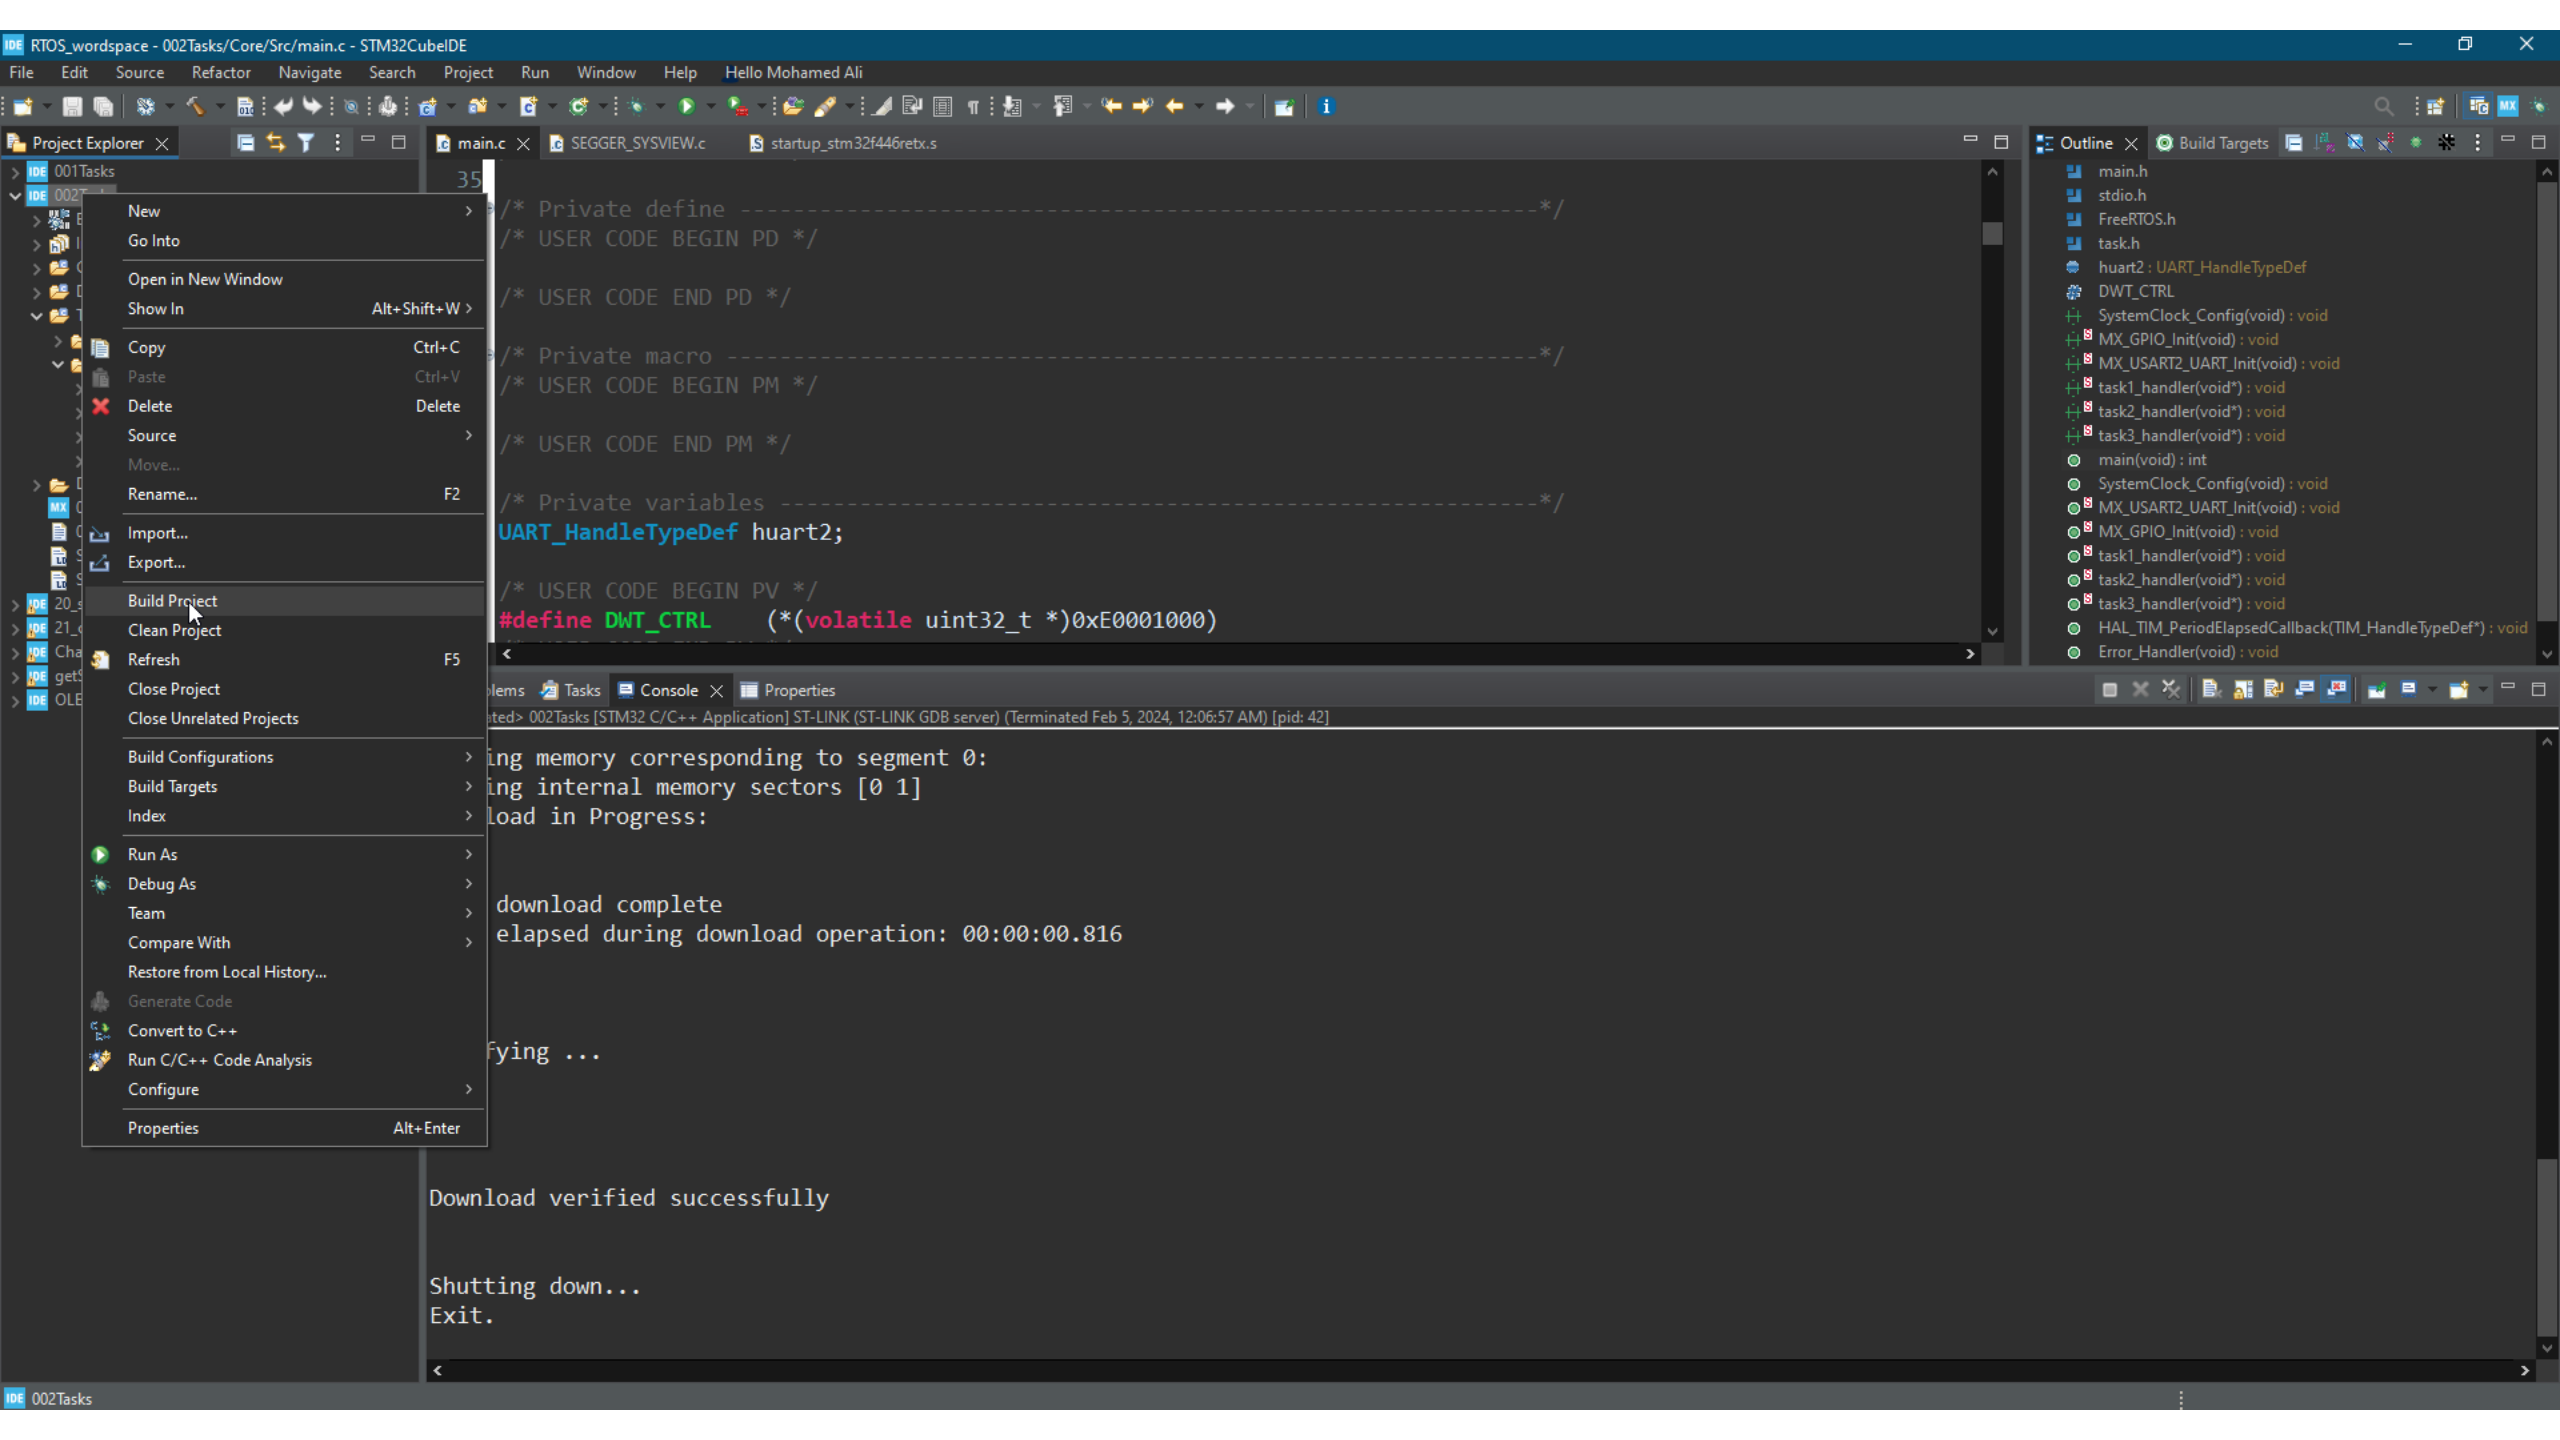 RTOS_wordspace - 002Tasks/Core/Src/main.c - STM32CubeIDE
File Edit Source Refactor Navigate Search Project Run Window Help Hello Mohamed Ali
Project Explorer
001Tasks
New
Go Into
Open in New Window
Show In Alt+Shift+W
Copy Ctrl+C
Paste Ctrl+V
Delete Delete
Source
Move...
Rename... F2
Import...
Export...
Build Project
Clean Project
Refresh F5
Close Project
Close Unrelated Projects
Build Configurations
Build Targets
Index
Run As
Debug As
Team
Compare With
Restore from Local History...
Generate Code
Convert to C++
Run C/C++ Code Analysis
Configure
Properties Alt+Enter
main.c SEGGER_SYSVIEW.c startup_stm32f446retx.s
35
/* Private define ------------------------------------------------------------*/
/* USER CODE BEGIN PD */
/* USER CODE END PD */
/* Private macro -------------------------------------------------------------*/
/* USER CODE BEGIN PM */
/* USER CODE END PM */
/* Private variables ---------------------------------------------------------*/
UART_HandleTypeDef huart2;
/* USER CODE BEGIN PV */
#define DWT_CTRL (*(volatile uint32_t *)0xE0001000)
Outline Build Targets
main.h
stdio.h
FreeRTOS.h
task.h
huart2 : UART_HandleTypeDef
DWT_CTRL
SystemClock_Config(void) : void
MX_GPIO_Init(void) : void
MX_USART2_UART_Init(void) : void
task1_handler(void*) : void
task2_handler(void*) : void
task3_handler(void*) : void
main(void) : int
SystemClock_Config(void) : void
MX_USART2_UART_Init(void) : void
MX_GPIO_Init(void) : void
task1_handler(void*) : void
task2_handler(void*) : void
task3_handler(void*) : void
HAL_TIM_PeriodElapsedCallback(TIM_HandleTypeDef*) : void
Error_Handler(void) : void
lems Tasks Console Properties
ted> 002Tasks [STM32 C/C++ Application] ST-LINK (ST-LINK GDB server) (Terminated Feb 5, 2024, 12:06:57 AM) [pid: 42]
ing memory corresponding to segment 0:
ing internal memory sectors [0 1]
load in Progress:
download complete
elapsed during download operation: 00:00:00.816
fying ...
Download verified successfully
Shutting down...
Exit.
002Tasks